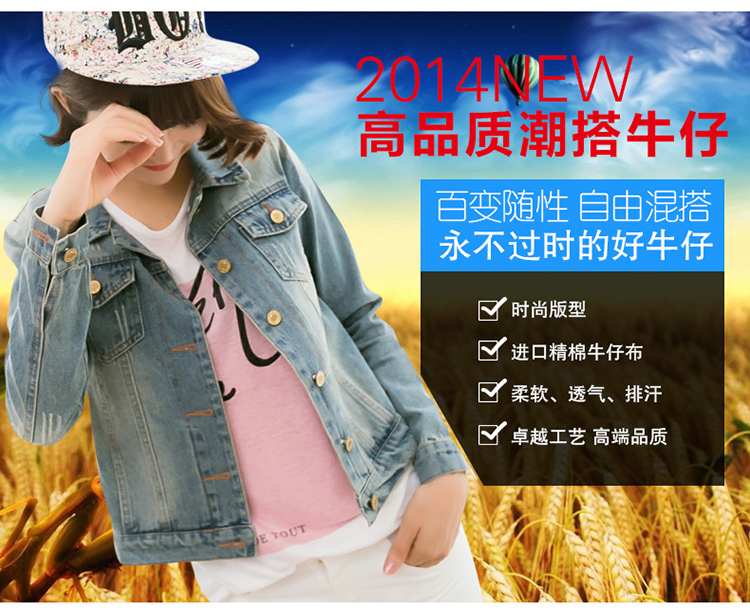 2014NEW
高品质潮搭牛仔
百变随性 自由混搭
永不过时的好牛仔
时尚版型
进口精棉牛仔布
柔软、透气、排汗
卓越工艺 高端品质